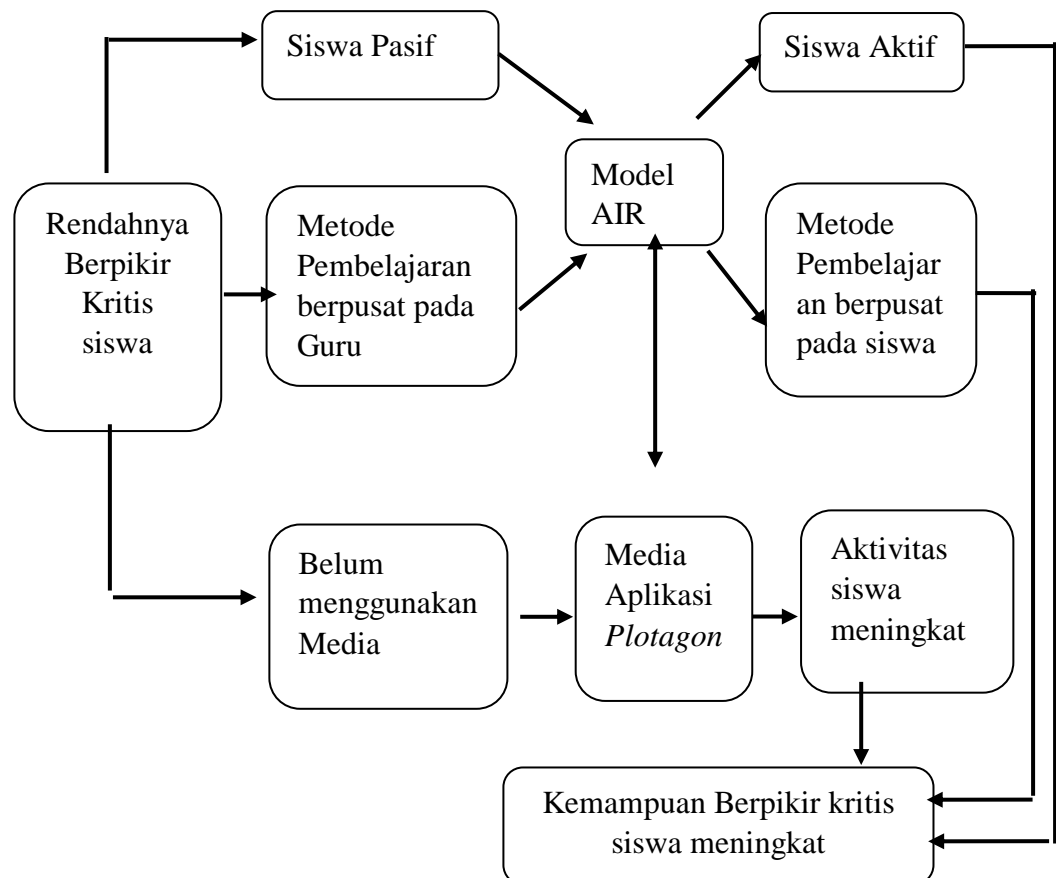 Siswa Pasif
Siswa Aktif
Model
AIR
Rendahnya
Berpikir
Kritis
siswa
Metode
Pembelajaran
berpusat pada
Guru
Metode
Pembelajar
an berpusat
pada siswa
Belum
menggunakan
Media
Media
Aplikasi
Plotagon
Aktivitas
siswa
meningkat
Kemampuan Berpikir kritis
siswa meningkat